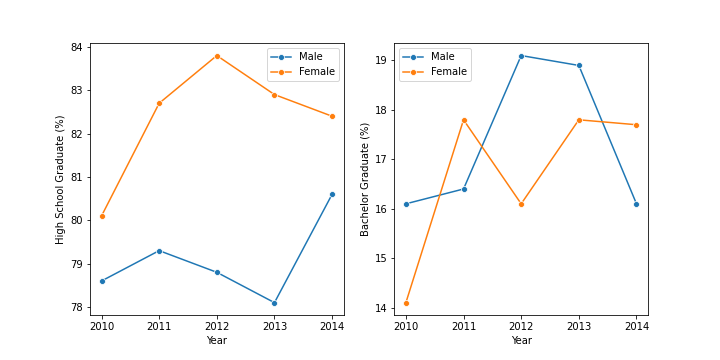 84
83
82
81
80
79
78
High School Graduate (%)
Male
Female
2010 2011 2012 2013 2014
Year
19
18
17
16
15
14
Bachelor Graduate (%)
Male
Female
2010 2011 2012 2013 2014
Year